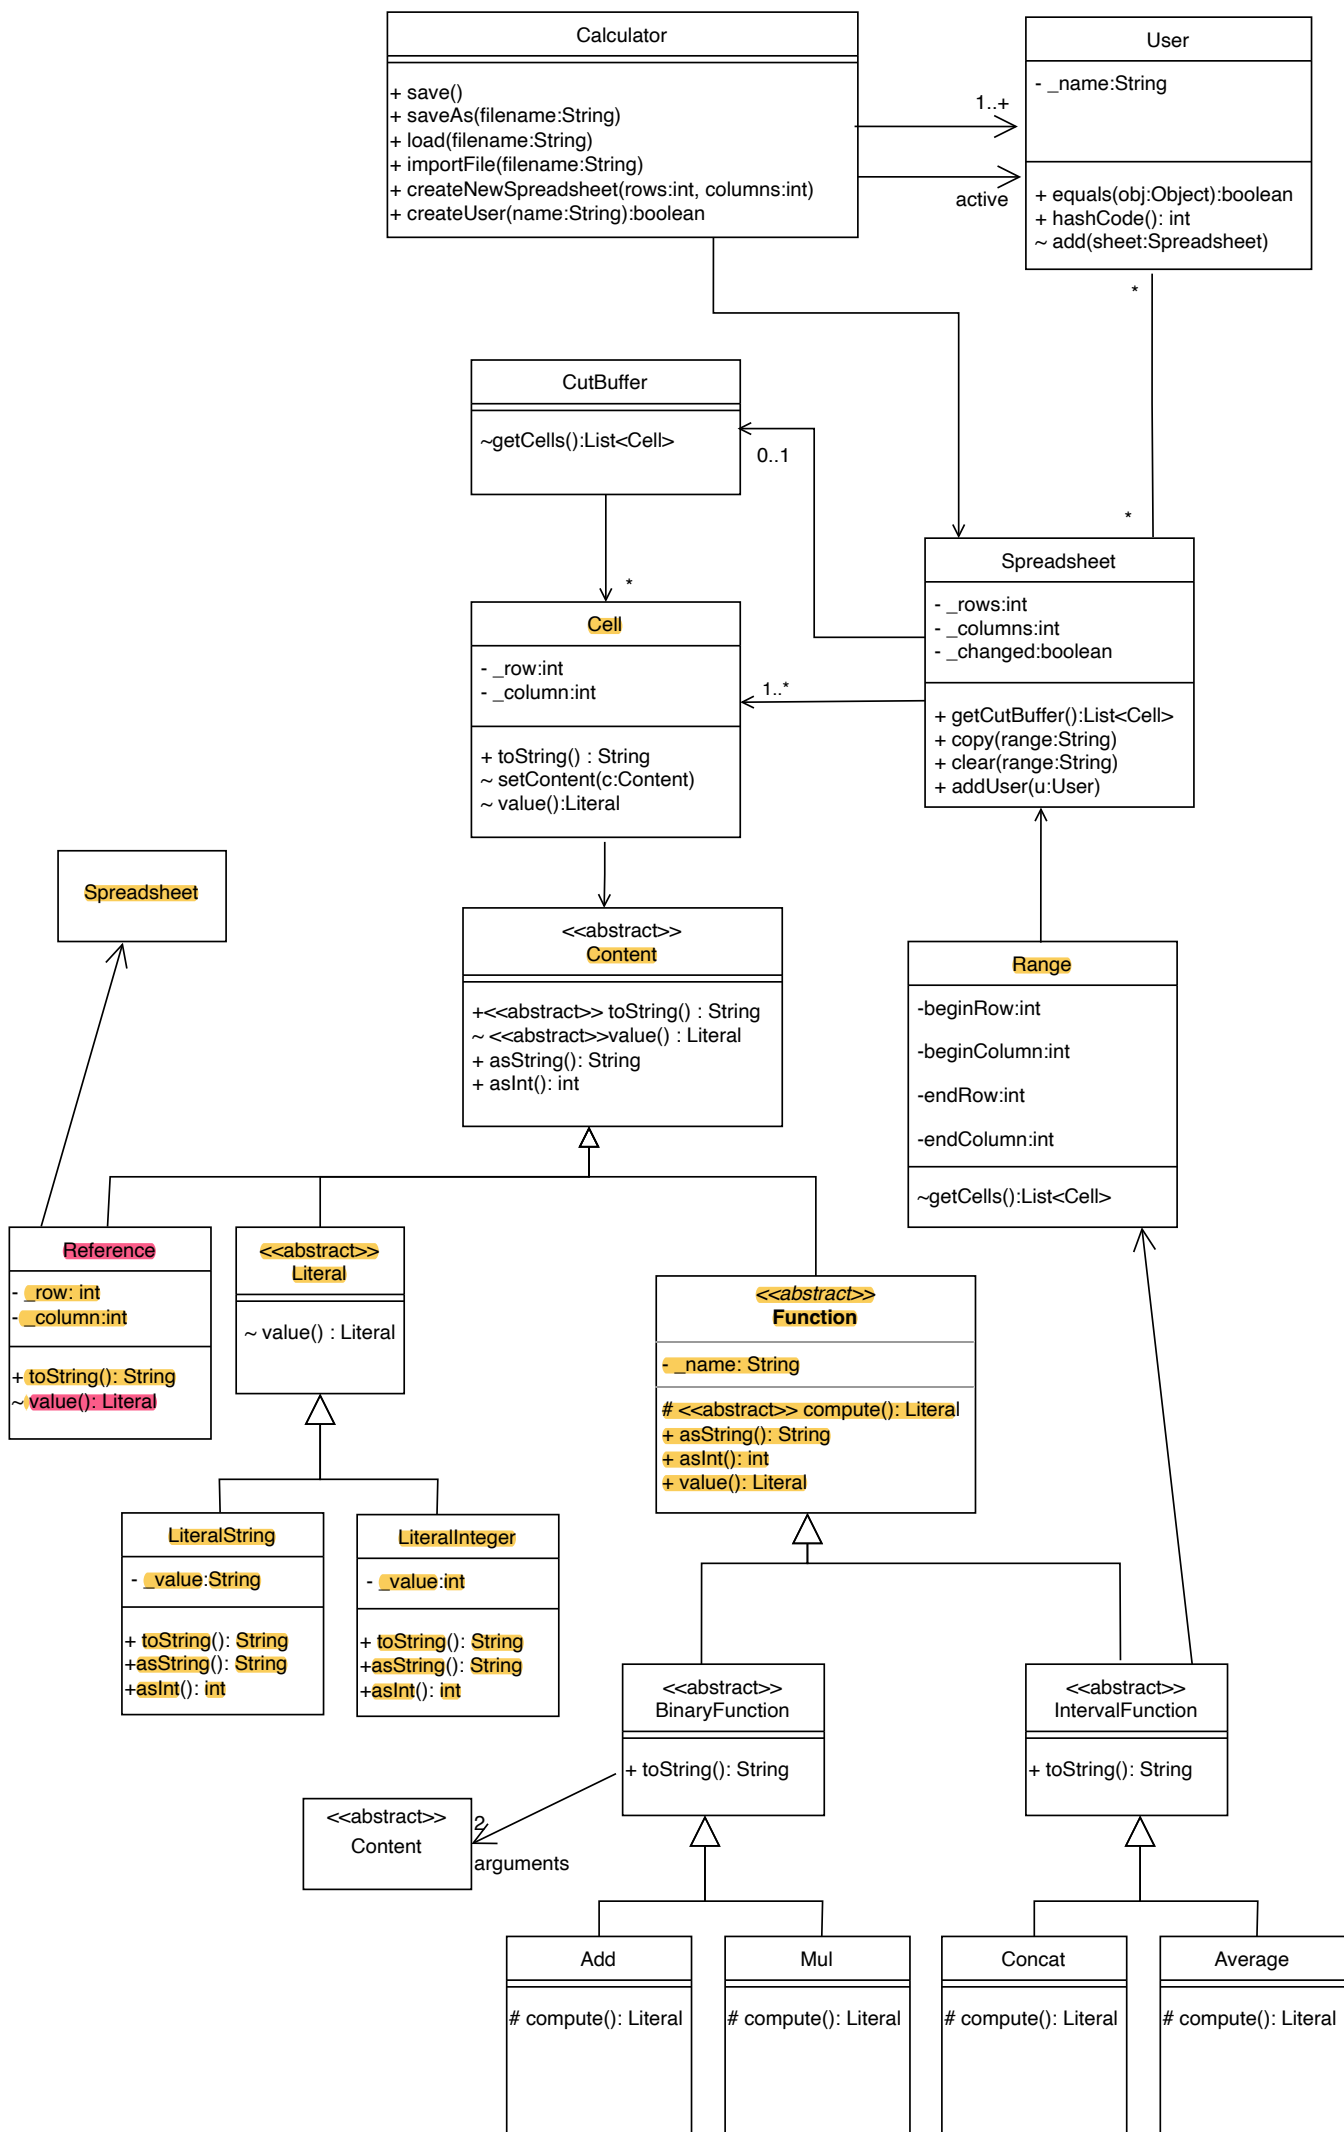 Calculator
+ save()
+ saveAs(filename:String)
+ load(filename:String)
+ importFile(filename:String)
+ createNewSpreadsheet(rows:int, columns:int)
+ createUser(name:String):boolean
1..+
active
User
- _name:String
+ equals(obj:Object):boolean
+ hashCode(): int
~ add(sheet:Spreadsheet)
*
*
CutBuffer
~getCells():List<Cell>
0..1
*
Cell
- _row:int
- _column:int
+ toString() : String
~ setContent(c:Content)
~ value():Literal
1..*
Spreadsheet
- _rows:int
- _columns:int
- _changed:boolean
+ getCutBuffer():List<Cell>
+ copy(range:String)
+ clear(range:String)
+ addUser(u:User)
Spreadsheet
<<abstract>>
Content
+<<abstract>> toString() : String
~ <<abstract>>value() : Literal
+ asString(): String
+ asInt(): int
Range
-beginRow:int
-beginColumn:int
-endRow:int
-endColumn:int
~getCells():List<Cell>
Reference
- _row: int
- _column:int
+ toString(): String
~ value(): Literal
<<abstract>>
Literal
~ value() : Literal
<<abstract>>
Function
- _name: String
# <<abstract>> compute(): Literal
+ asString(): String
+ asInt(): int
+ value(): Literal
LiteralString
- _value:String
+ toString(): String
+asString(): String
+asInt(): int
LiteralInteger
- _value:int
+ toString(): String
+asString(): String
+asInt(): int
<<abstract>>
BinaryFunction
+ toString(): String
<<abstract>>
IntervalFunction
+ toString(): String
<<abstract>>
Content
2
arguments
Add
# compute(): Literal
Mul
# compute(): Literal
Concat
# compute(): Literal
Average
# compute(): Literal